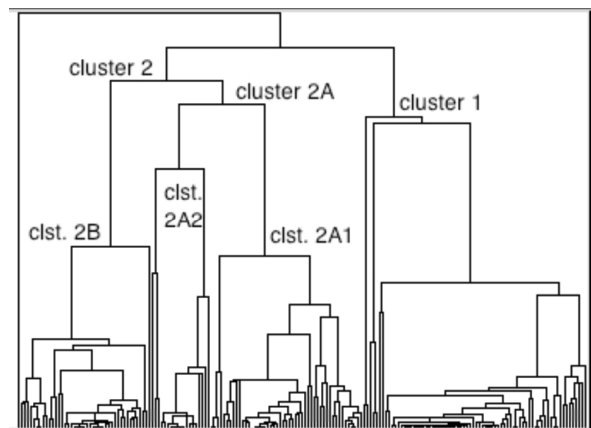 cluster 2
cluster 2A
cluster 1
clst.
2A2
clst. 2B
clst. 2A1